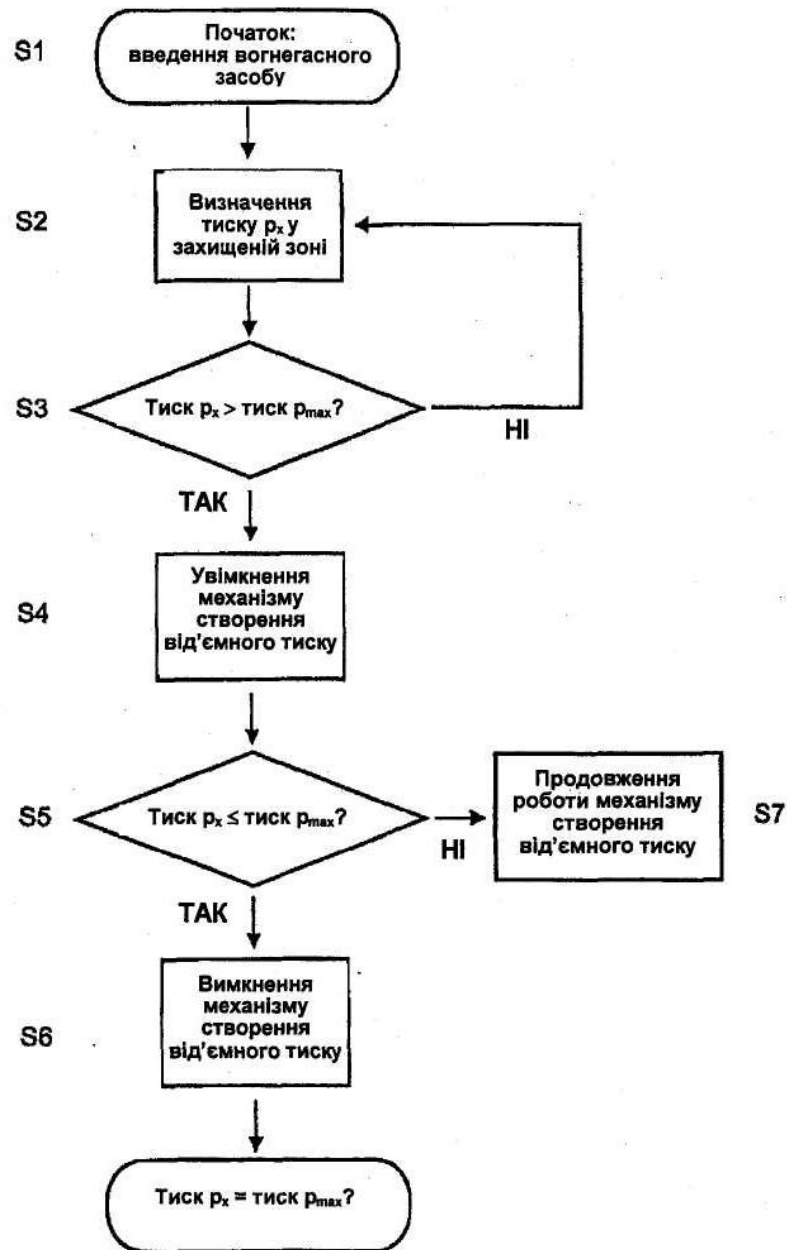 S1
Початок:
введення вогнегасного
засобу
S2
Визначення
тиску pₓ у
захищеній зоні
S3
Тиск pₓ > тиск pₘₐₓ?
НІ
ТАК
S4
Увімкнення
механізму
створення
від’ємного тиску
S5
Тиск pₓ ≤ тиск pₘₐₓ?
НІ
Продовження
роботи механізму
створення
від’ємного тиску
S7
ТАК
S6
Вимкнення
механізму
створення
від’ємного тиску
Тиск pₓ = тиск pₘₐₓ?